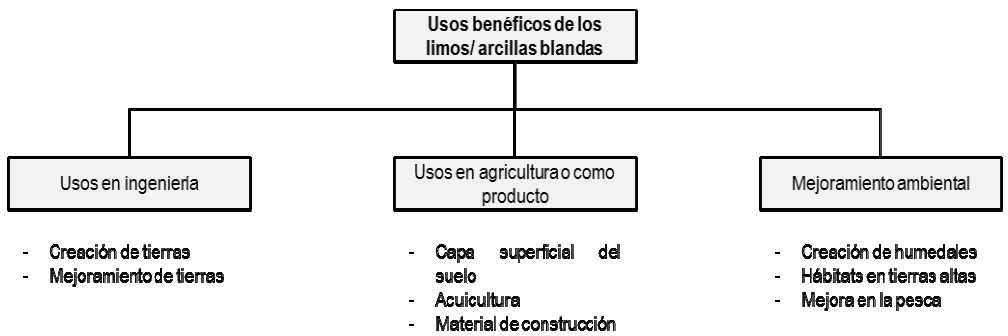 Usos benéficos de los
limos/ arcillas blandas
Usos en ingeniería
Usos en agricultura o como
producto
Mejoramiento ambiental
- Creación de tierras
- Mejoramiento de tierras
- Capa superficial del
suelo
- Acuicultura
- Material de construcción
- Creación de humedales
- Hábitats en tierras altas
- Mejora en la pesca